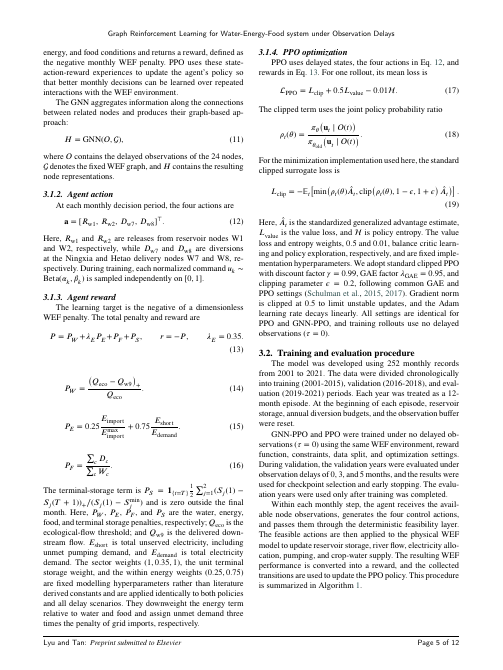 Graph Reinforcement Learning for Water-Energy-Food system under Observation Delays
energy, and food conditions and returns a reward, defined as
the negative monthly WEF penalty. PPO uses these state-
action-reward experiences to update the agent's policy so
that better monthly decisions can be learned over repeated
interactions with the WEF environment.
The GNN aggregates information along the connections
between related nodes and produces their graph-based ap-
proach:
H = GNN(O, G), (11)
where O contains the delayed observations of the 24 nodes,
G denotes the fixed WEF graph, and H contains the resulting
node representations.
3.1.2. Agent action
At each monthly decision period, the four actions are
a = [R_{w1}, R_{w2}, D_{w7}, D_{w8}]^⊤. (12)
Here, R_{w1} and R_{w2} are releases from reservoir nodes W1
and W2, respectively, while D_{w7} and D_{w8} are diversions
at the Ningxia and Hetao delivery nodes W7 and W8, re-
spectively. During training, each normalized command u_k ∼
Beta(α_k, β_k) is sampled independently on [0, 1].
3.1.3. Agent reward
The learning target is the negative of a dimensionless
WEF penalty. The total penalty and reward are
P = P_W + λ_E P_E + P_F + P_S, r = −P, λ_E = 0.35.
(13)
P_W = (Q_{eco} − Q_{w9})_+ / Q_{eco}. (14)
P_E = 0.25 E_{import} / E^{max}_{import} + 0.75 E_{short} / E_{demand} (15)
P_F = ∑_c D_c / ∑_c W_c (16)
The terminal-storage term is P_S = 1_{(t=T)} 1/2 ∑²_{j=1}(S_j(1) −
S_j(T + 1))_+/(S_j(1) − S_j^{min}) and is zero outside the final
month. Here, P_W, P_E, P_F, and P_S are the water, energy,
food, and terminal storage penalties, respectively; Q_{eco} is the
ecological-flow threshold; and Q_{w9} is the delivered down-
stream flow. E_{short} is total unserved electricity, including
unmet pumping demand, and E_{demand} is total electricity
demand. The sector weights (1, 0.35, 1), the unit terminal
storage weight, and the within energy weights (0.25, 0.75)
are fixed modelling hyperparameters rather than literature
derived constants and are applied identically to both policies
and all delay scenarios. They downweight the energy term
relative to water and food and assign unmet demand three
times the penalty of grid imports, respectively.
3.1.4. PPO optimization
PPO uses delayed states, the four actions in Eq. 12, and
rewards in Eq. 13. For one rollout, its mean loss is
L_{PPO} = L_{clip} + 0.5L_{value} − 0.01H. (17)
The clipped term uses the joint policy probability ratio
ρ_t(θ) = π_θ(u_t | O(t)) / π_{θ_{old}}(u_t | O(t)). (18)
For the minimization implementation used here, the standard
clipped surrogate loss is
L_{clip} = −E_t[min{ρ_t(θ)Â_t, clip(ρ_t(θ), 1 − ϵ, 1 + ϵ) Â_t}] .
(19)
Here, Â_t is the standardized generalized advantage estimate,
L_{value} is the value loss, and H is policy entropy. The value
loss and entropy weights, 0.5 and 0.01, balance critic learn-
ing and policy exploration, respectively, and are fixed imple-
mentation hyperparameters. We adopt standard clipped PPO
with discount factor γ = 0.99, GAE factor λ_{GAE} = 0.95, and
clipping parameter ϵ = 0.2, following common GAE and
PPO settings (Schulman et al., 2015, 2017). Gradient norm
is clipped at 0.5 to limit unstable updates, and the Adam
learning rate decays linearly. All settings are identical for
PPO and GNN-PPO, and training rollouts use no delayed
observations (τ = 0).
3.2. Training and evaluation procedure
The model was developed using 252 monthly records
from 2001 to 2021. The data were divided chronologically
into training (2001-2015), validation (2016-2018), and eval-
uation (2019-2021) periods. Each year was treated as a 12-
month episode. At the beginning of each episode, reservoir
storage, annual diversion budgets, and the observation buffer
were reset.
GNN-PPO and PPO were trained under no delayed ob-
servations (τ = 0) using the same WEF environment, reward
function, constraints, data split, and optimization settings.
During validation, the validation years were evaluated under
observation delays of 0, 3, and 5 months, and the results were
used for checkpoint selection and early stopping. The evalu-
ation years were used only after training was completed.
Within each monthly step, the agent receives the avail-
able node observations, generates the four control actions,
and passes them through the deterministic feasibility layer.
The feasible actions are then applied to the physical WEF
model to update reservoir storage, river flow, electricity allo-
cation, pumping, and crop-water supply. The resulting WEF
performance is converted into a reward, and the collected
transitions are used to update the PPO policy. This procedure
is summarized in Algorithm 1.
Lyu and Tan: Preprint submitted to Elsevier
Page 5 of 12